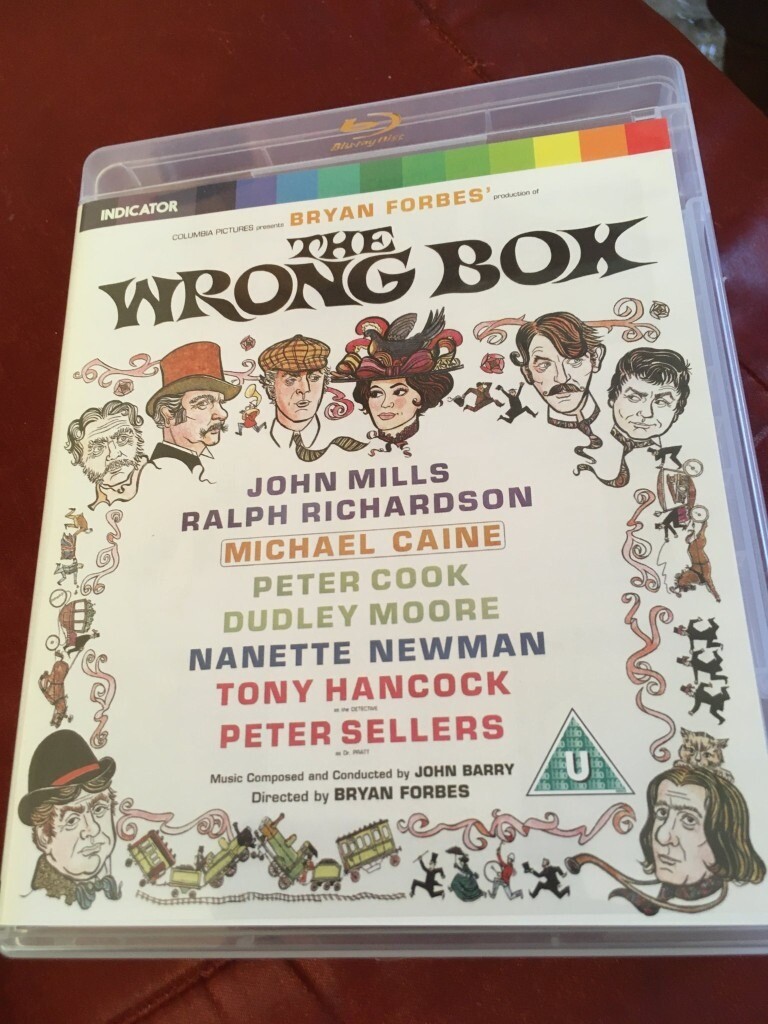 Blu-ray Disc
INDICATOR
COLUMBIA PICTURES presents BRYAN FORBES' production of
THE
WRONG BOX
JOHN MILLS
RALPH RICHARDSON
MICHAEL CAINE
PETER COOK
DUDLEY MOORE
NANETTE NEWMAN
TONY HANCOCK
as the DETECTIVE
PETER SELLERS
as Dr. PRATT
Music Composed and Conducted by JOHN BARRY
Directed by BRYAN FORBES
U